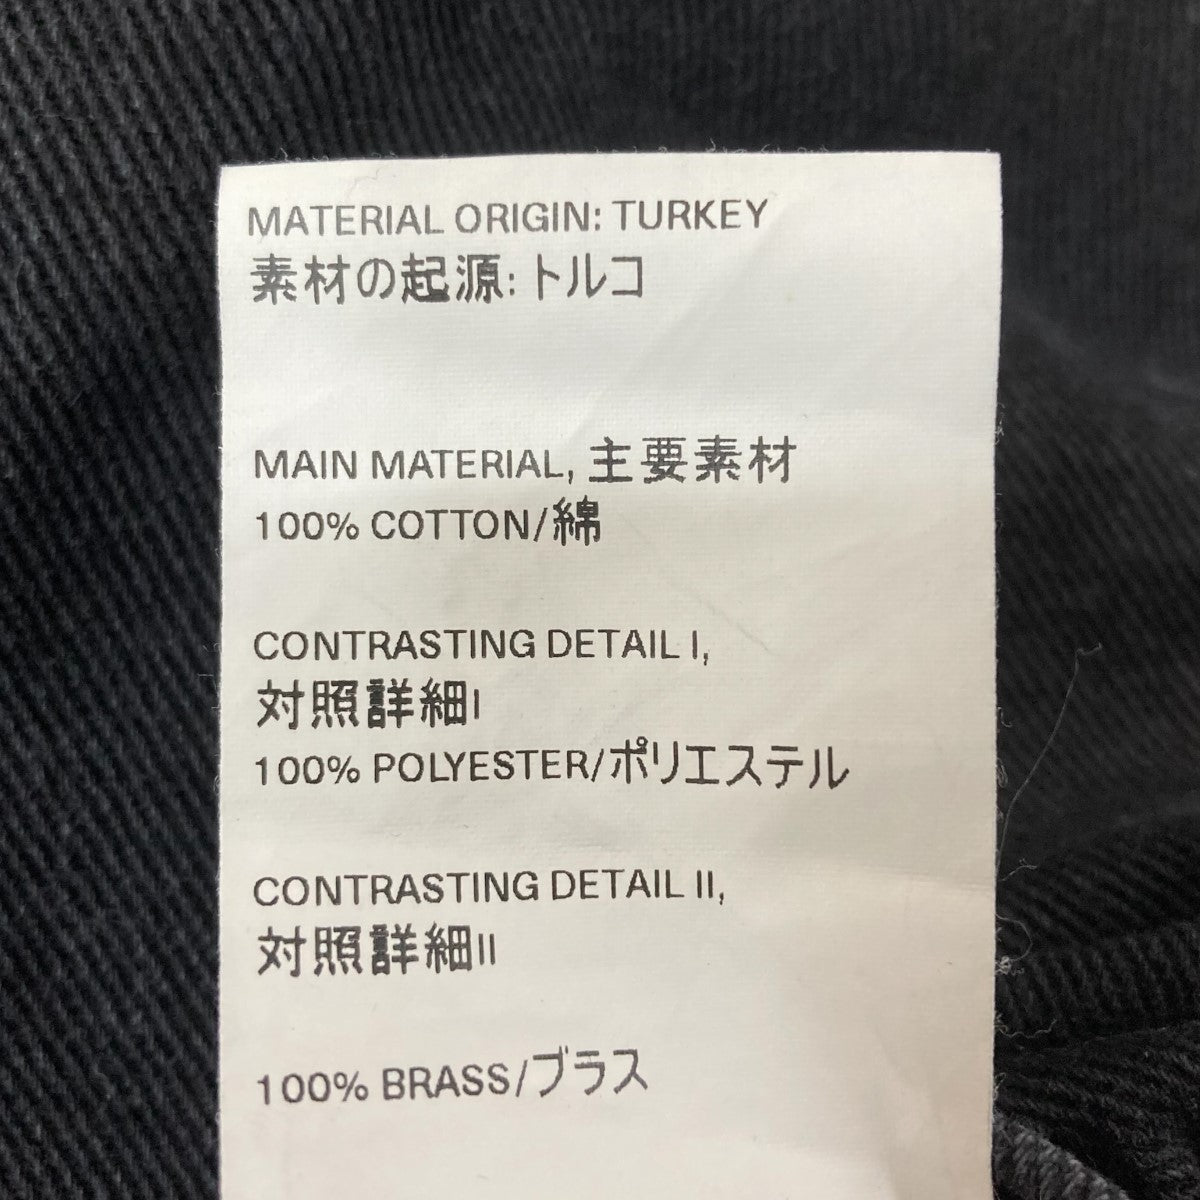 MATERIAL ORIGIN: TURKEY
素材の起源: トルコ
MAIN MATERIAL, 主要素材
100% COTTON/綿
CONTRASTING DETAIL I,
対照詳細I
100% POLYESTER/ポリエステル
CONTRASTING DETAIL II,
対照詳細II
100% BRASS/ブラス